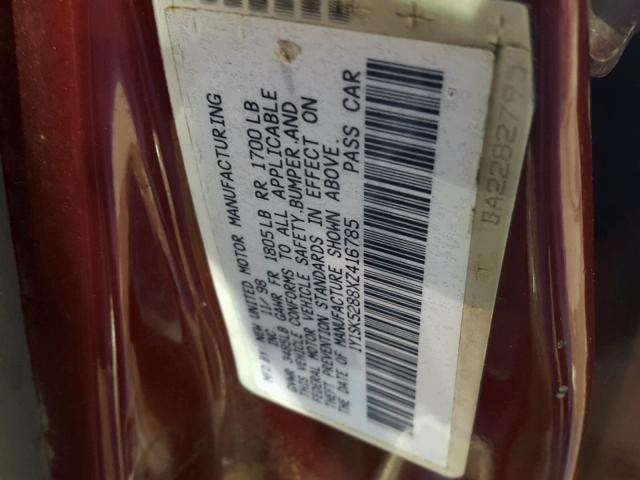 MFD BY NEW UNITED MOTOR MANUFACTURING
INC 11/98
GVWR 3485LB GAWR FR 1805LB RR 1700LB
THIS VEHICLE CONFORMS TO ALL APPLICABLE
FEDERAL MOTOR VEHICLE SAFETY.BUMPER.AND
THEFT PREVENTION STANDARDS IN EFFECT ON
THE DATE OF MANUFACTURE SHOWN ABOVE.
1Y1SK5288XZ416785 PASS CAR
BA2282795